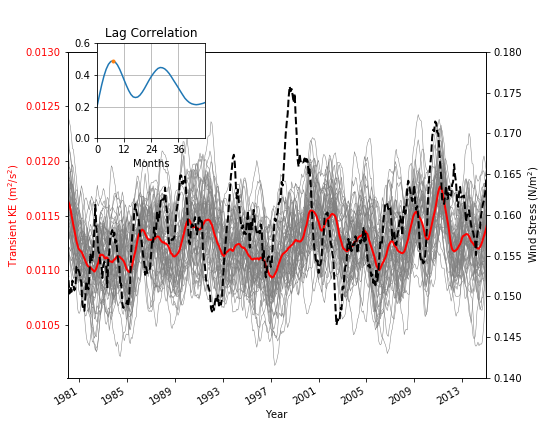 Lag Correlation
0.6
0.4
0.2
0.0
0 12 24 36
Months
0.0130
0.0125
0.0120
0.0115
0.0110
0.0105
Transient KE (m²/s²)
0.180
0.175
0.170
0.165
0.160
0.155
0.150
0.145
0.140
Wind Stress (N/m²)
1981 1985 1989 1993 1997 2001 2005 2009 2013
Year